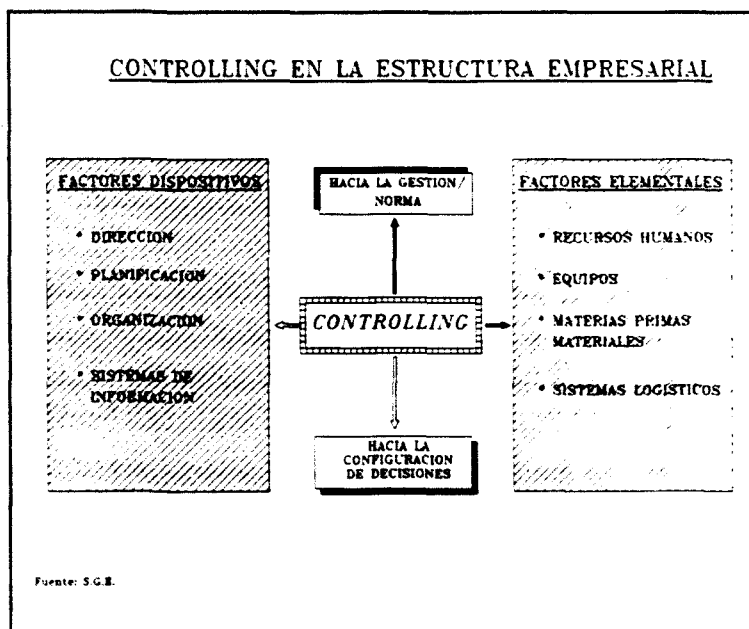 CONTROLLING EN LA ESTRUCTURA EMPRESARIAL
FACTORES DISPOSITIVOS
• DIRECCION
• PLANIFICACION
• ORGANIZACION
• SISTEMAS DE
INFORMACION
HACIA LA GESTION/
NORMA
CONTROLLING
HACIA LA
CONFIGURACION
DE DECISIONES
FACTORES ELEMENTALES
• RECURSOS HUMANOS
• EQUIPOS
• MATERIAS PRIMAS
MATERIALES
• SISTEMAS LOGISTICOS
Fuente: S.G.E.